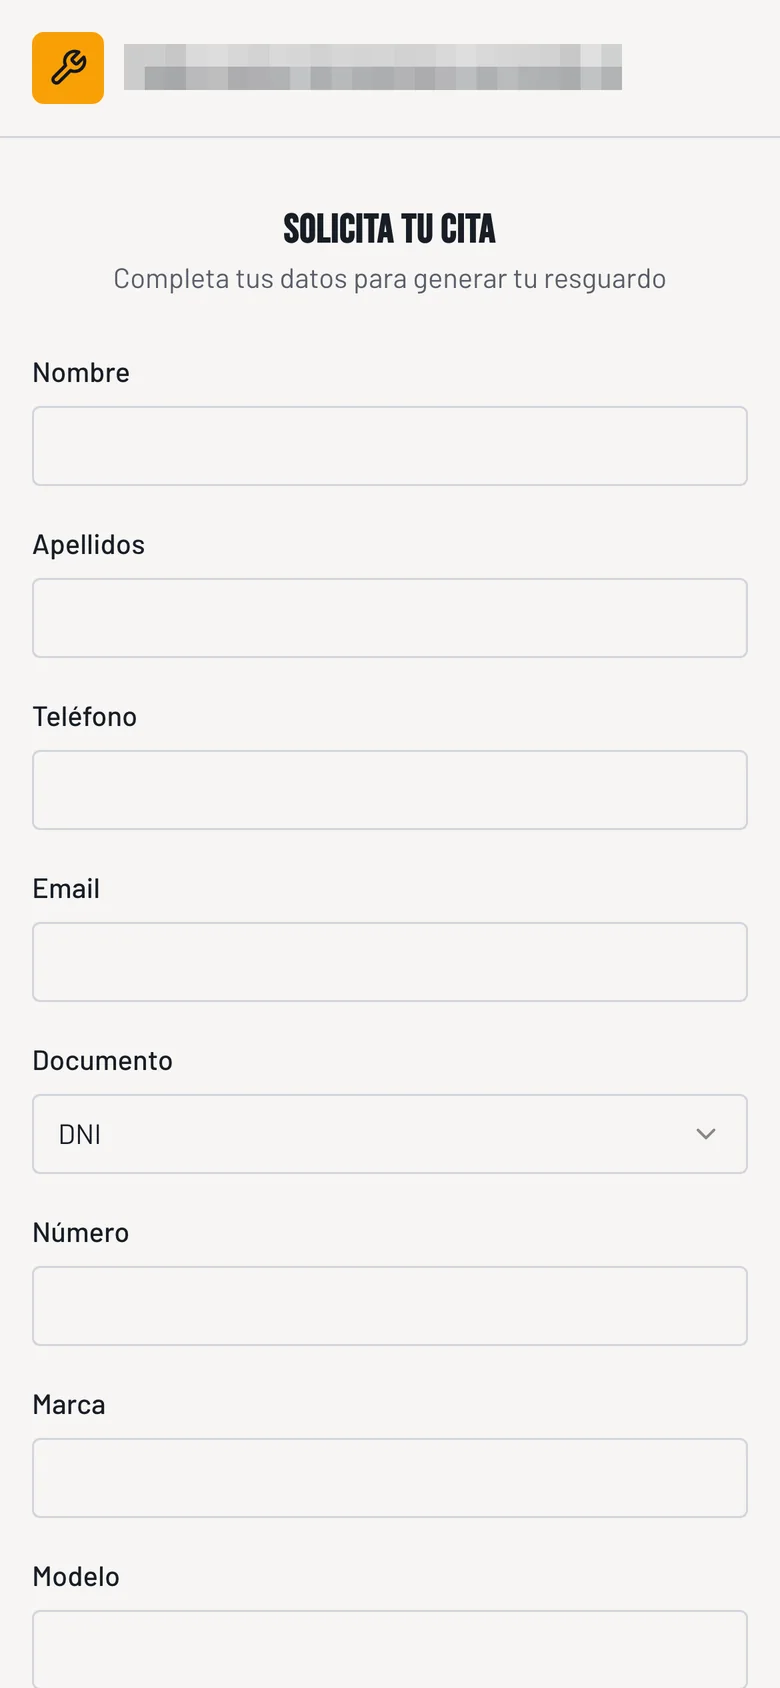 SOLICITA TU CITA
Completa tus datos para generar tu resguardo
Nombre
Apellidos
Teléfono
Email
Documento
DNI
Número
Marca
Modelo